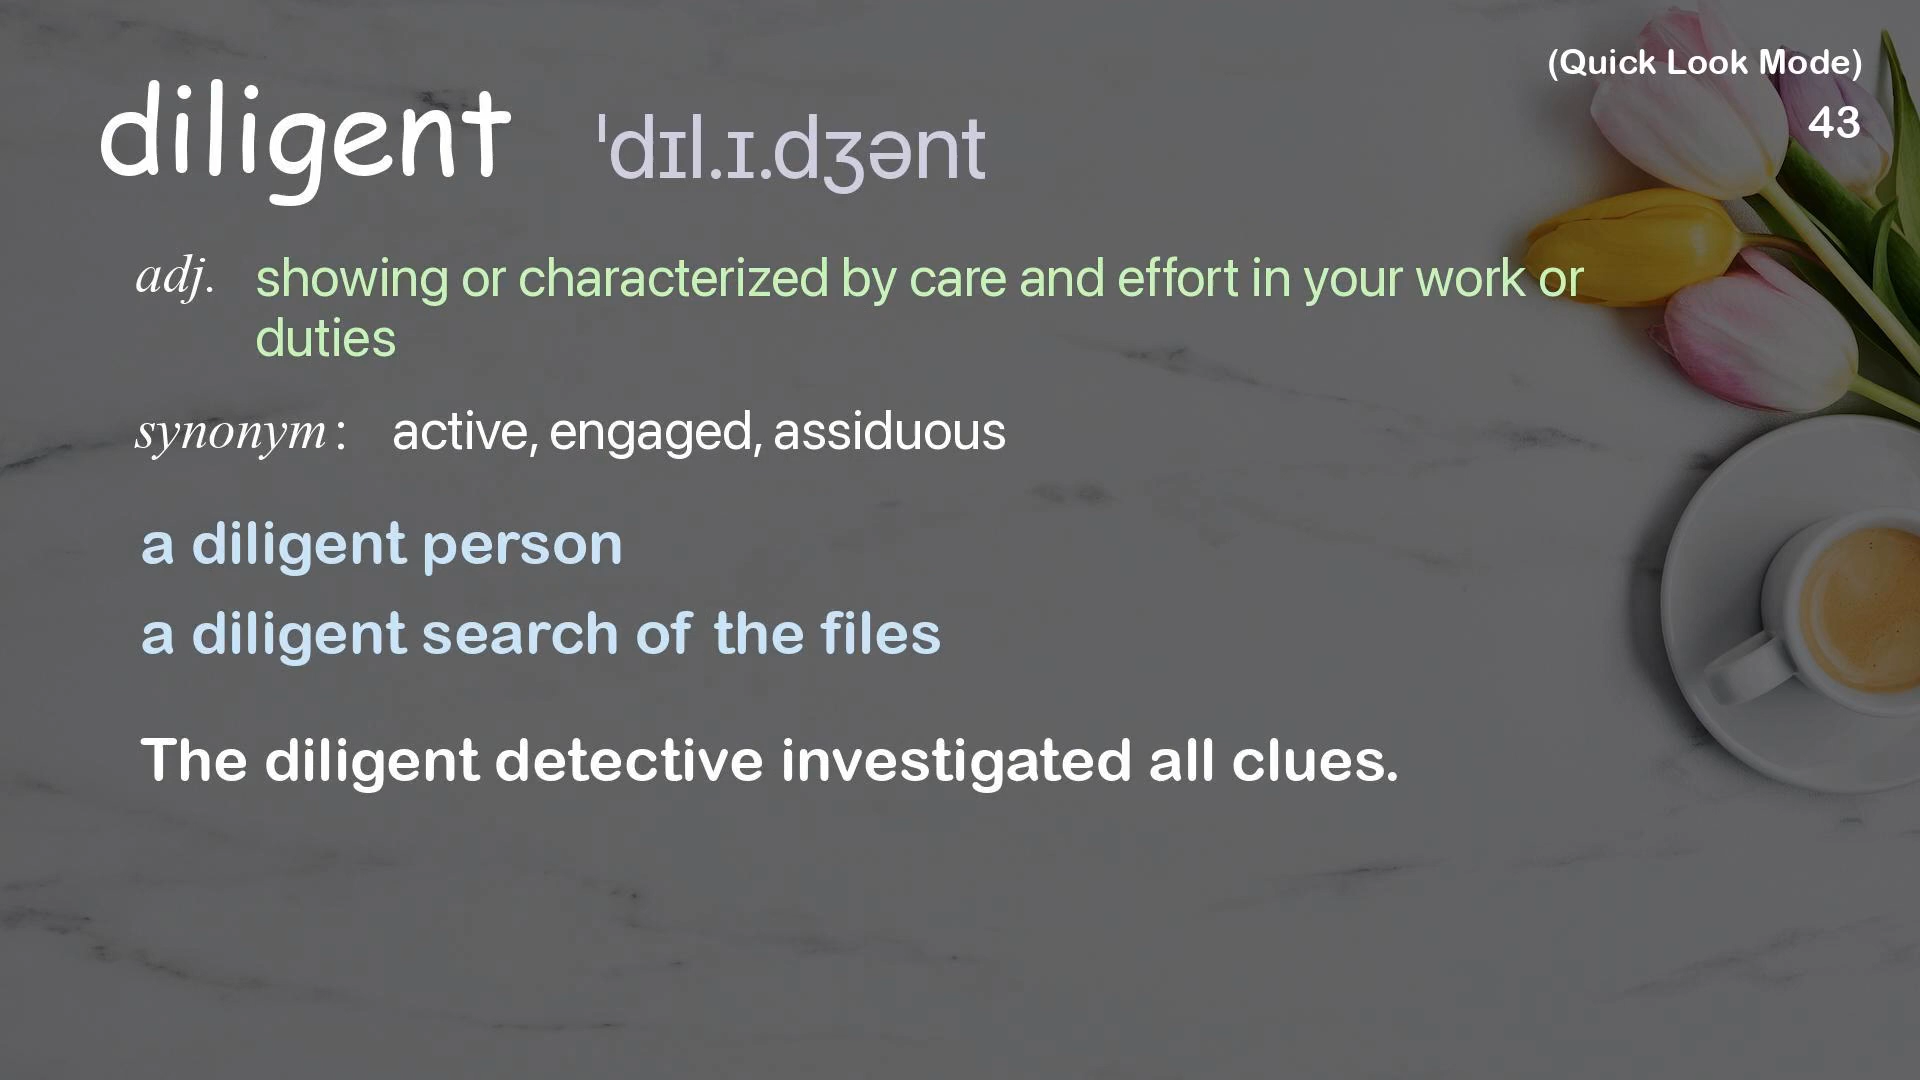 (Quick Look Mode)
43
diligent ˈdɪl.ɪ.dʒənt
adj. showing or characterized by care and effort in your work or
duties
synonym: active, engaged, assiduous
a diligent person
a diligent search of the files
The diligent detective investigated all clues.